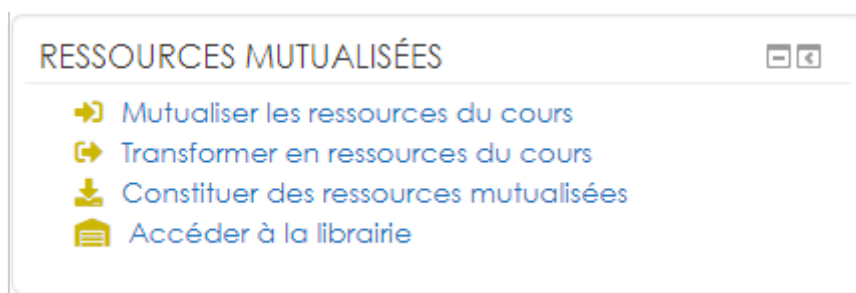 RESSOURCES MUTUALISÉES
Mutualiser les ressources du cours
Transformer en ressources du cours
Constituer des ressources mutualisées
Accéder à la librairie